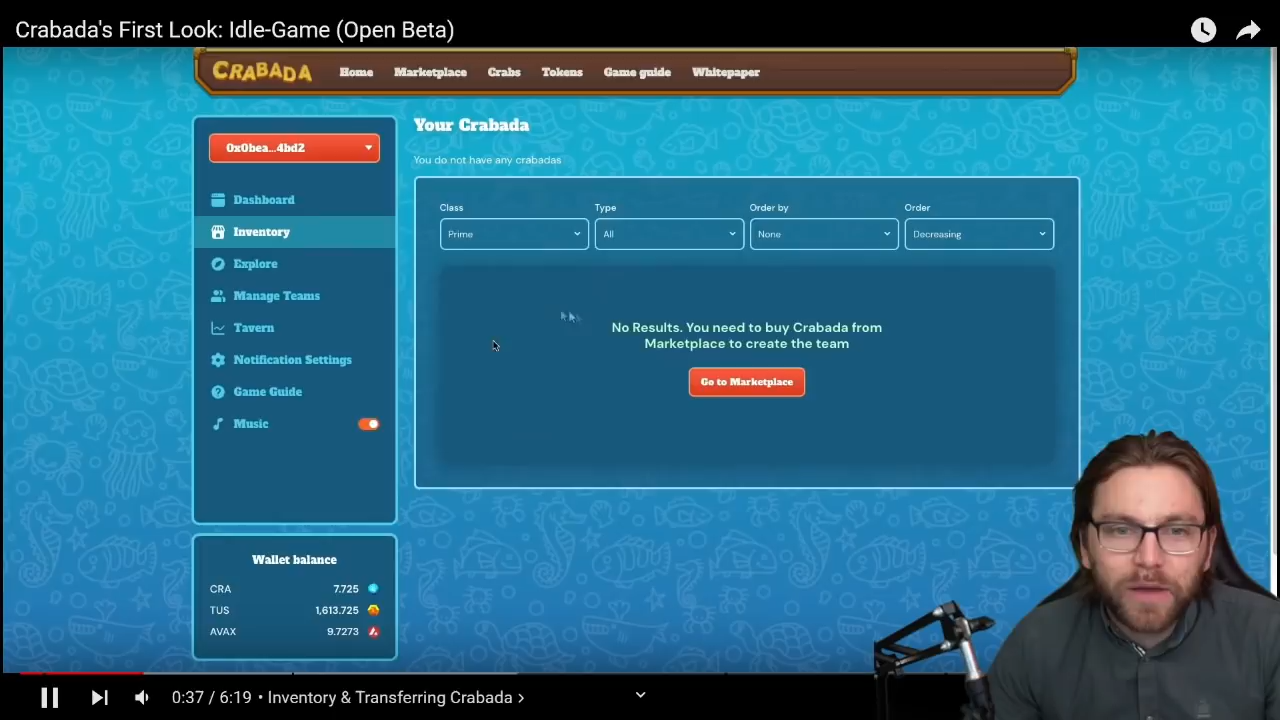 Crabada's First Look: Idle-Game (Open Beta)
CRABADA Home Marketplace Crabs Tokens Game guide Whitepaper
0x0bea...4bd2
Dashboard
Inventory
Explore
Manage Teams
Tavern
Notification Settings
Game Guide
Music
Wallet balance
CRA 7.725
TUS 1,613.725
AVAX 9.7273
Your Crabada
You do not have any crabadas
Class Type Order by Order
Prime All None Decreasing
No Results. You need to buy Crabada from
Marketplace to create the team
Go to Marketplace
0:37 / 6:19 • Inventory & Transferring Crabada